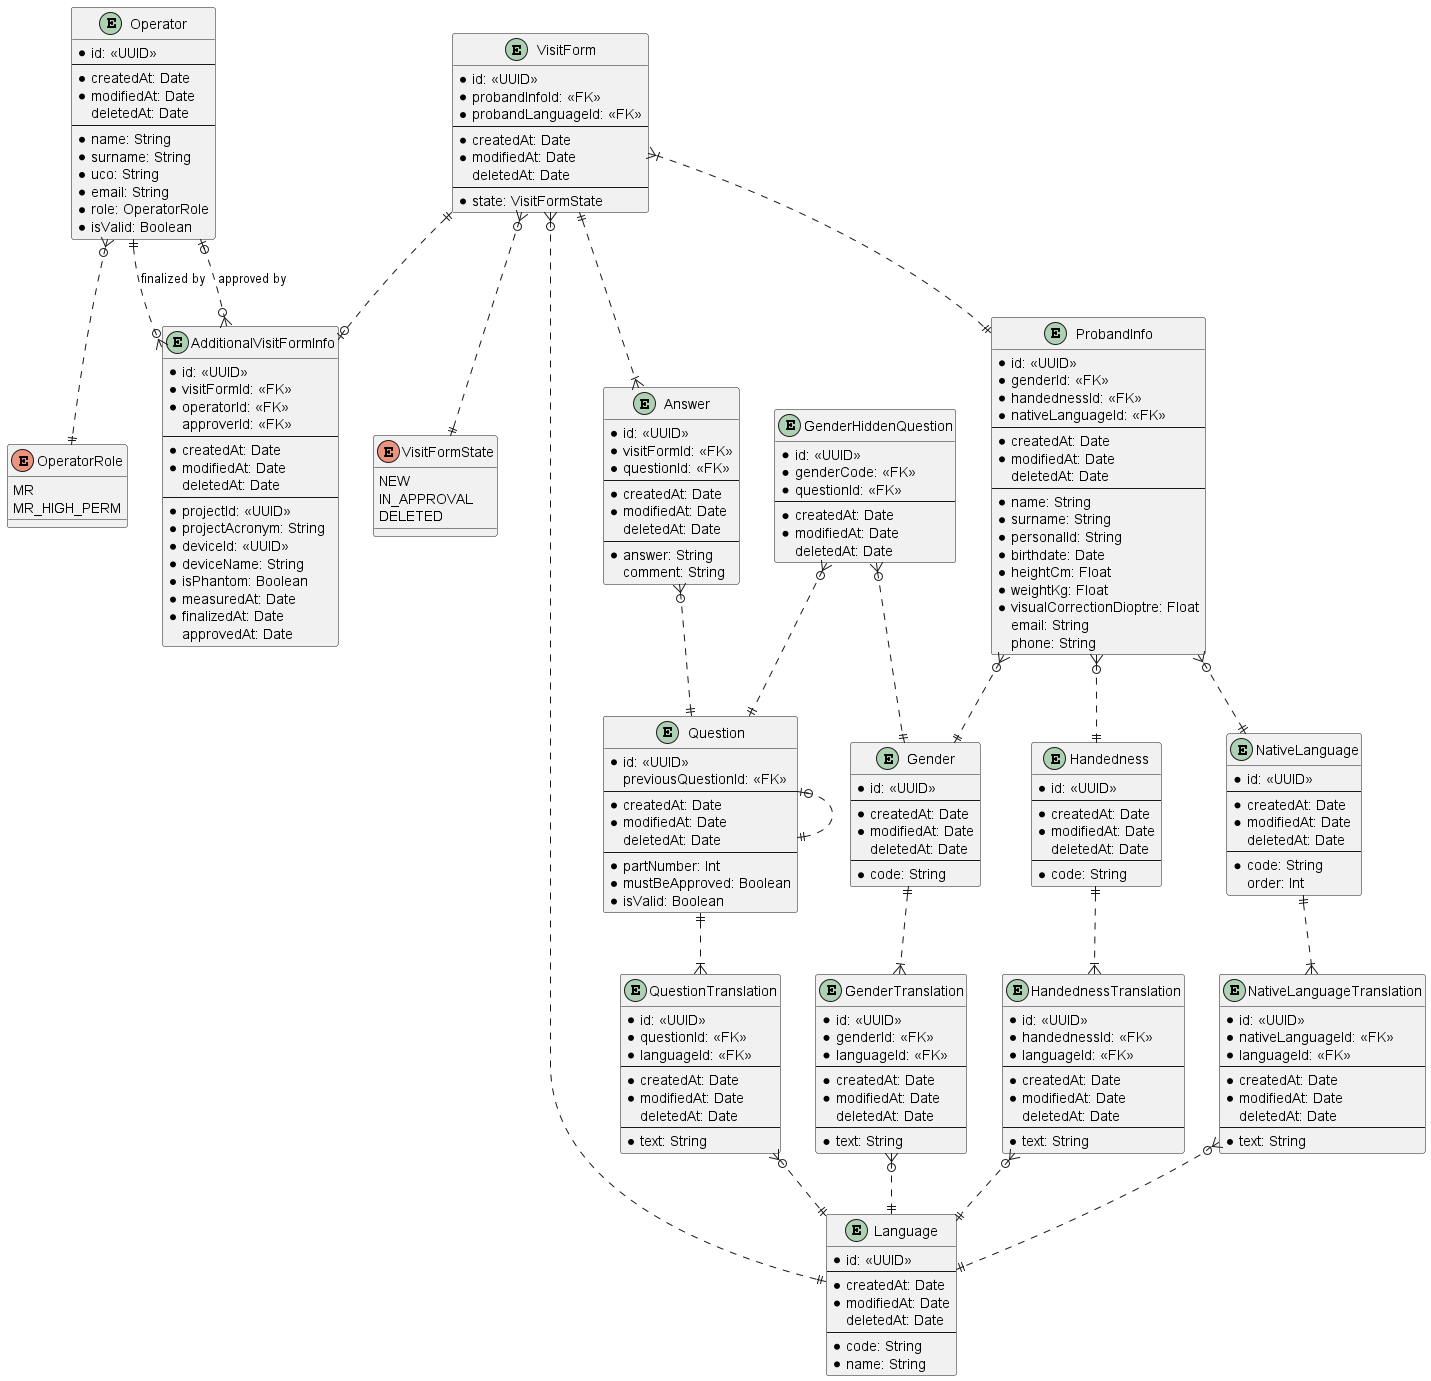 E Operator
id: «UUID»
createdAt: Date
modifiedAt: Date
deletedAt: Date
name: String
surname: String
uco: String
email: String
role: OperatorRole
isValid: Boolean
E VisitForm
id: «UUID»
probandInfoId: «FK»
probandLanguageId: «FK»
createdAt: Date
modifiedAt: Date
deletedAt: Date
state: VisitFormState
finalized by
approved by
E AdditionalVisitFormInfo
id: «UUID»
visitFormId: «FK»
operatorId: «FK»
approverId: «FK»
createdAt: Date
modifiedAt: Date
deletedAt: Date
projectId: «UUID»
projectAcronym: String
deviceId: «UUID»
deviceName: String
isPhantom: Boolean
measuredAt: Date
finalizedAt: Date
approvedAt: Date
E OperatorRole
MR
MR_HIGH_PERM
E VisitFormState
NEW
IN_APPROVAL
DELETED
E Answer
id: «UUID»
visitFormId: «FK»
questionId: «FK»
createdAt: Date
modifiedAt: Date
deletedAt: Date
answer: String
comment: String
E GenderHiddenQuestion
id: «UUID»
genderCode: «FK»
questionId: «FK»
createdAt: Date
modifiedAt: Date
deletedAt: Date
E ProbandInfo
id: «UUID»
genderId: «FK»
handednessId: «FK»
nativeLanguageId: «FK»
createdAt: Date
modifiedAt: Date
deletedAt: Date
name: String
surname: String
personalId: String
birthdate: Date
heightCm: Float
weightKg: Float
visualCorrectionDioptre: Float
email: String
phone: String
E Question
id: «UUID»
previousQuestionId: «FK»
createdAt: Date
modifiedAt: Date
deletedAt: Date
partNumber: Int
mustBeApproved: Boolean
isValid: Boolean
E Gender
id: «UUID»
createdAt: Date
modifiedAt: Date
deletedAt: Date
code: String
E Handedness
id: «UUID»
createdAt: Date
modifiedAt: Date
deletedAt: Date
code: String
E NativeLanguage
id: «UUID»
createdAt: Date
modifiedAt: Date
deletedAt: Date
code: String
order: Int
E QuestionTranslation
id: «UUID»
questionId: «FK»
languageId: «FK»
createdAt: Date
modifiedAt: Date
deletedAt: Date
text: String
E GenderTranslation
id: «UUID»
genderId: «FK»
languageId: «FK»
createdAt: Date
modifiedAt: Date
deletedAt: Date
text: String
E HandednessTranslation
id: «UUID»
handednessId: «FK»
languageId: «FK»
createdAt: Date
modifiedAt: Date
deletedAt: Date
text: String
E NativeLanguageTranslation
id: «UUID»
nativeLanguageId: «FK»
languageId: «FK»
createdAt: Date
modifiedAt: Date
deletedAt: Date
text: String
E Language
id: «UUID»
createdAt: Date
modifiedAt: Date
deletedAt: Date
code: String
name: String